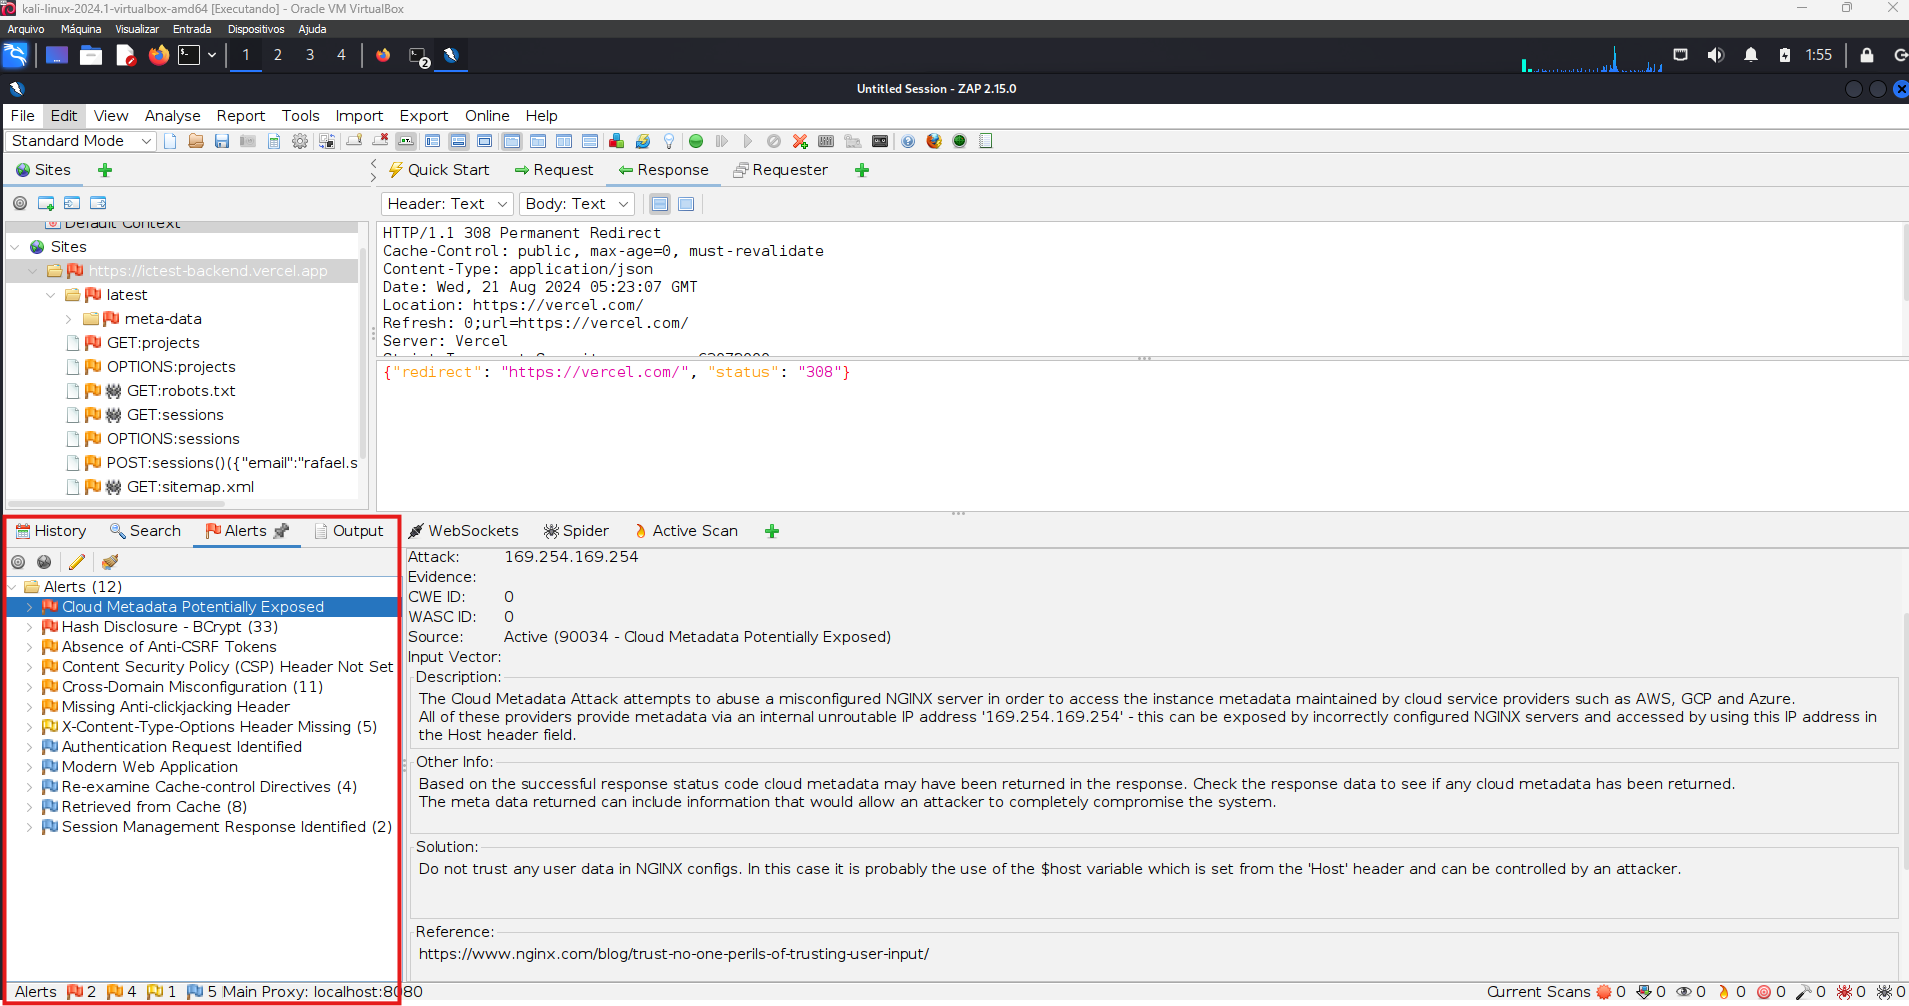 kali-linux-2024.1-virtualbox-amd64 [Executando] - Oracle VM VirtualBox
Arquivo Máquina Visualizar Entrada Dispositivos Ajuda
1 2 3 4 2 1:55
Untitled Session - ZAP 2.15.0
File Edit View Analyse Report Tools Import Export Online Help
Standard Mode
Sites
Quick Start Request Response Requester
Header: Text Body: Text
Default Context
Sites
https://ictest-backend.vercel.app
latest
meta-data
GET:projects
OPTIONS:projects
GET:robots.txt
GET:sessions
OPTIONS:sessions
POST:sessions()({"email":"rafael.s
GET:sitemap.xml
HTTP/1.1 308 Permanent Redirect
Cache-Control: public, max-age=0, must-revalidate
Content-Type: application/json
Date: Wed, 21 Aug 2024 05:23:07 GMT
Location: https://vercel.com/
Refresh: 0;url=https://vercel.com/
Server: Vercel
{"redirect": "https://vercel.com/", "status": "308"}
History Search Alerts Output WebSockets Spider Active Scan
Alerts (12)
Cloud Metadata Potentially Exposed
Hash Disclosure - BCrypt (33)
Absence of Anti-CSRF Tokens
Content Security Policy (CSP) Header Not Set
Cross-Domain Misconfiguration (11)
Missing Anti-clickjacking Header
X-Content-Type-Options Header Missing (5)
Authentication Request Identified
Modern Web Application
Re-examine Cache-control Directives (4)
Retrieved from Cache (8)
Session Management Response Identified (2)
Attack: 169.254.169.254
Evidence:
CWE ID: 0
WASC ID: 0
Source: Active (90034 - Cloud Metadata Potentially Exposed)
Input Vector:
Description:
The Cloud Metadata Attack attempts to abuse a misconfigured NGINX server in order to access the instance metadata maintained by cloud service providers such as AWS, GCP and Azure.
All of these providers provide metadata via an internal unroutable IP address '169.254.169.254' - this can be exposed by incorrectly configured NGINX servers and accessed by using this IP address in
the Host header field.
Other Info:
Based on the successful response status code cloud metadata may have been returned in the response. Check the response data to see if any cloud metadata has been returned.
The meta data returned can include information that would allow an attacker to completely compromise the system.
Solution:
Do not trust any user data in NGINX configs. In this case it is probably the use of the $host variable which is set from the 'Host' header and can be controlled by an attacker.
Reference:
https://www.nginx.com/blog/trust-no-one-perils-of-trusting-user-input/
Alerts 2 4 1 5 Main Proxy: localhost:8080 Current Scans 0 0 0 0 0 0 0 0